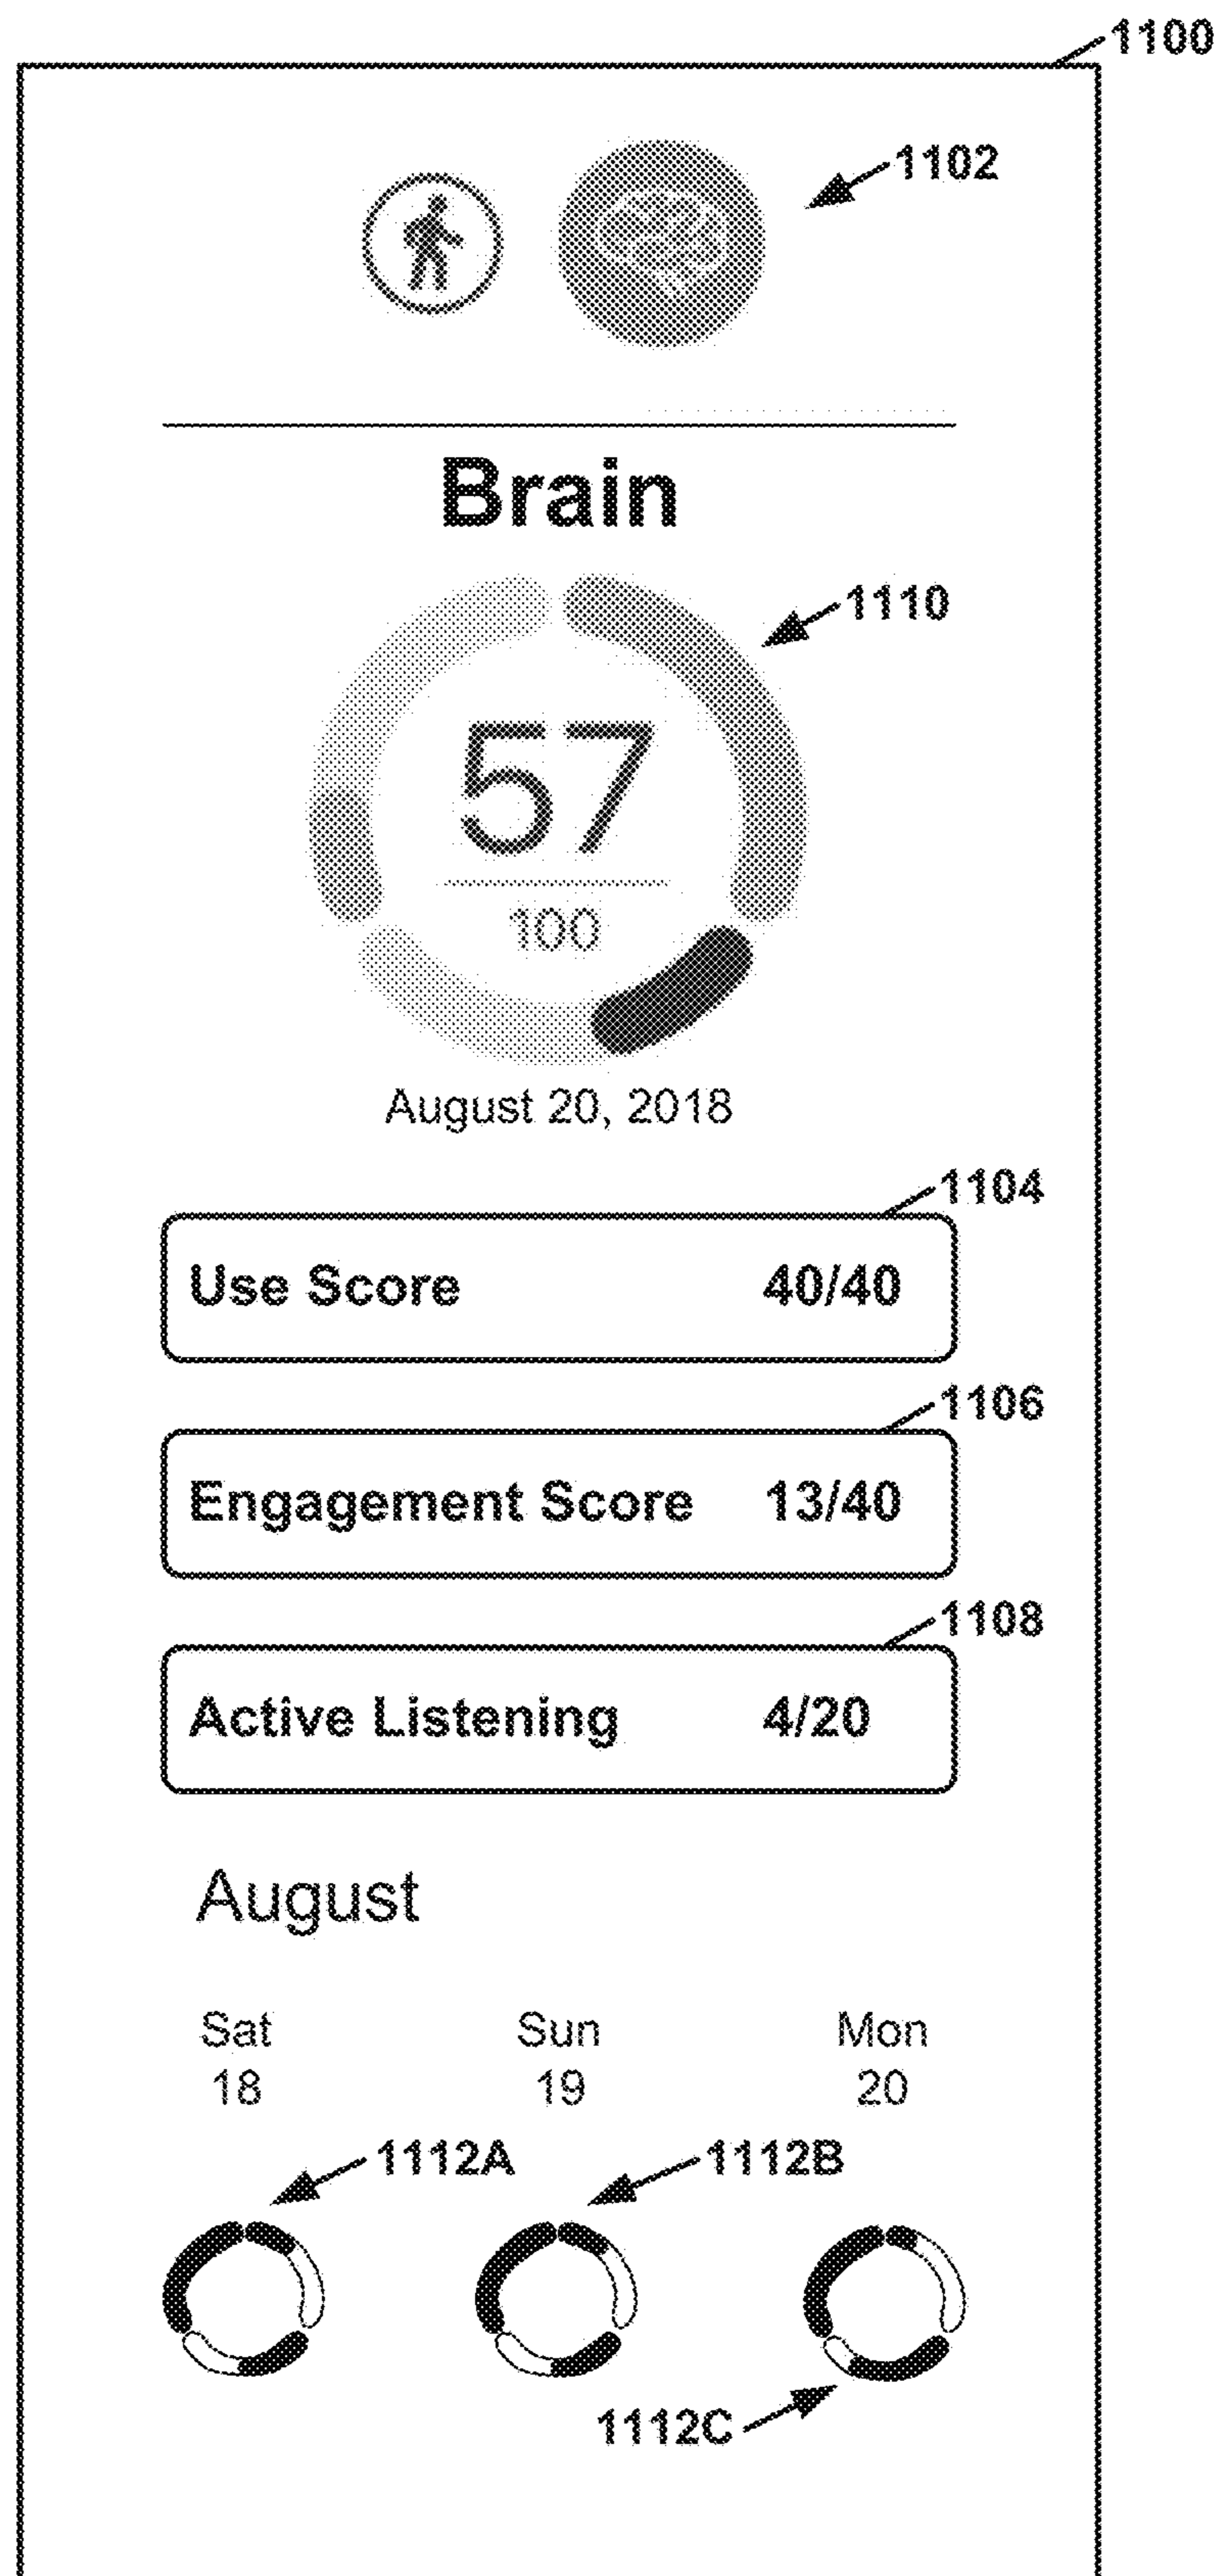 1100
1102
Brain
1110
57
100
August 20, 2018
1104
Use Score 40/40
1106
Engagement Score 13/40
1108
Active Listening 4/20
August
Sat Sun Mon
18 19 20
1112A 1112B
1112C